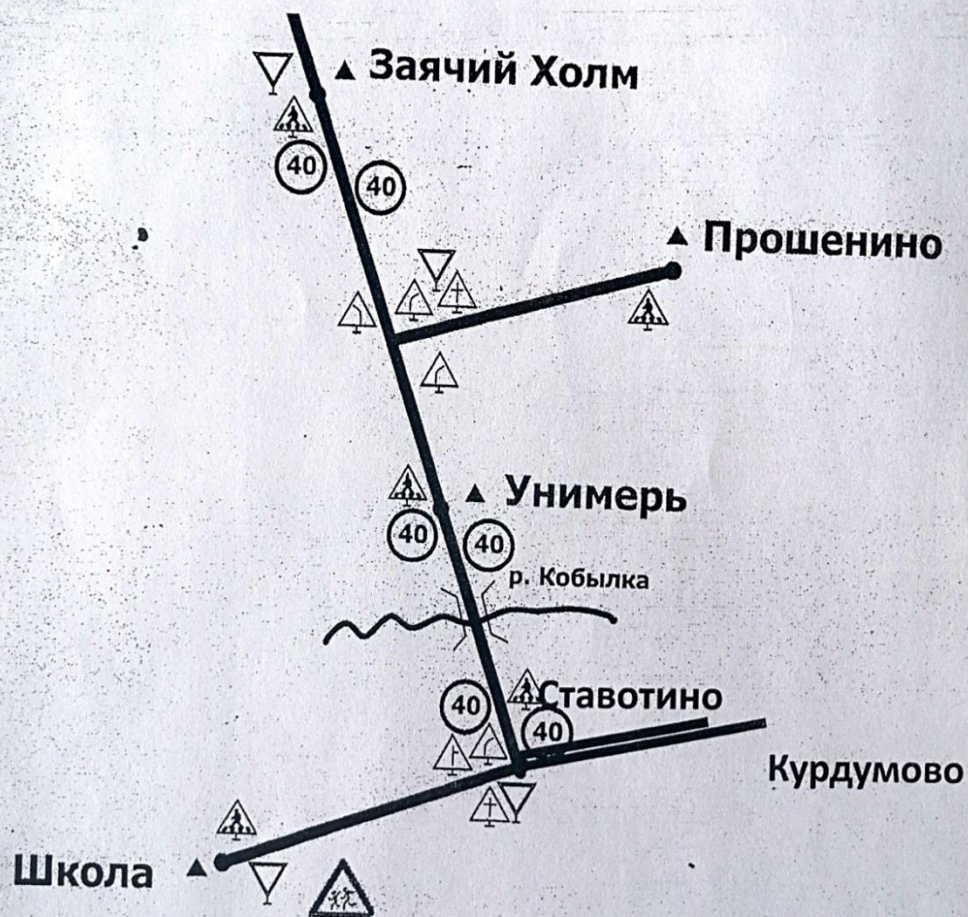 Заячий Холм
40
40
Прошенино
Унимерь
40
40
р. Кобылка
Ставотино
40
40
Курдумово
Школа